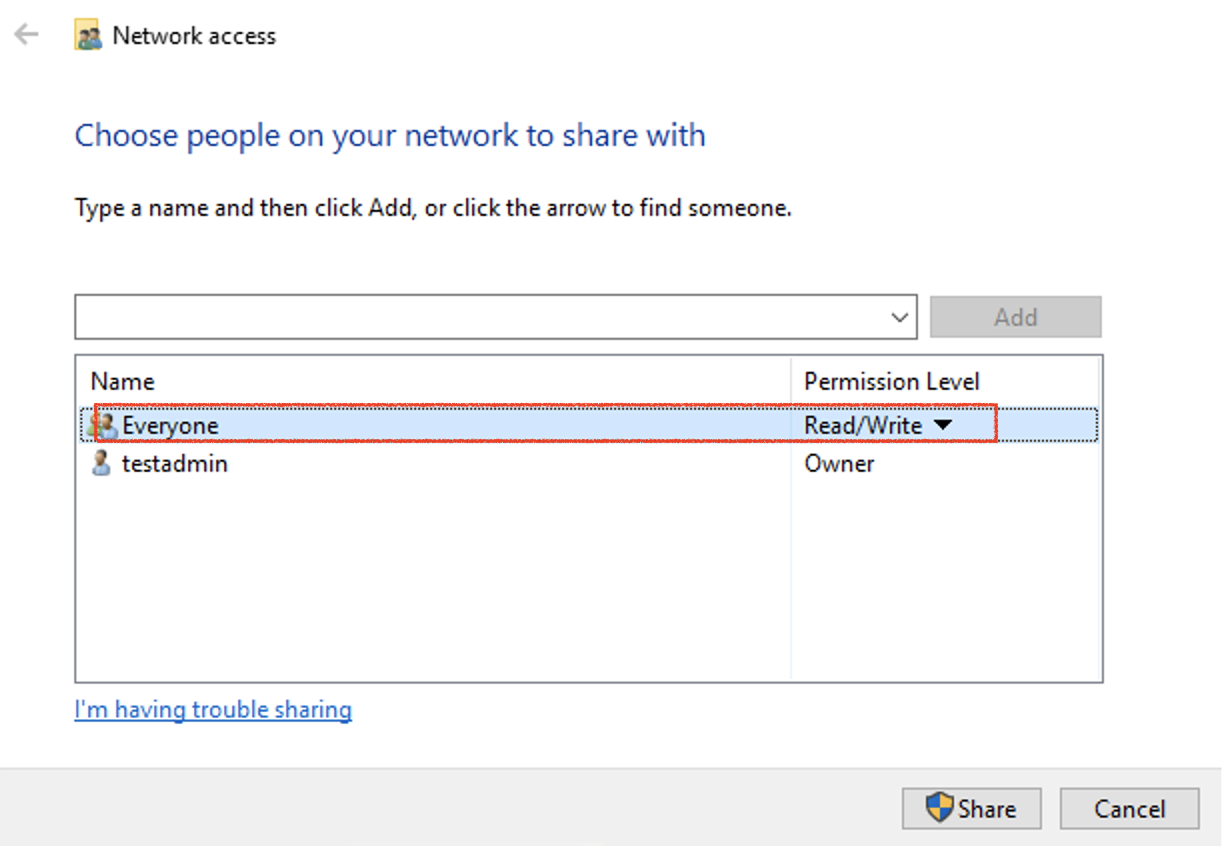 Network access
Choose people on your network to share with
Type a name and then click Add, or click the arrow to find someone.
Add
Name Permission Level
Everyone Read/Write
testadmin Owner
I'm having trouble sharing
Share Cancel